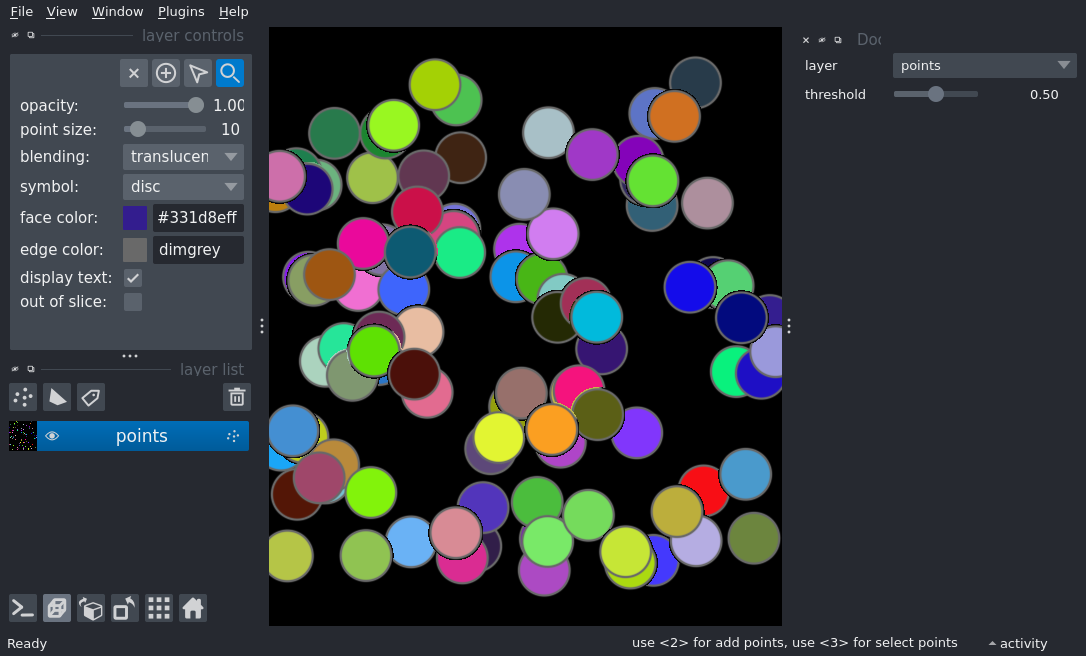 File View Window Plugins Help
layer controls
opacity: 1.00
point size: 10
blending: translucen
symbol: disc
face color: #331d8eff
edge color: dimgrey
display text:
out of slice:
layer list
points
Doc
layer points
threshold 0.50
Ready
use <2> for add points, use <3> for select points
activity